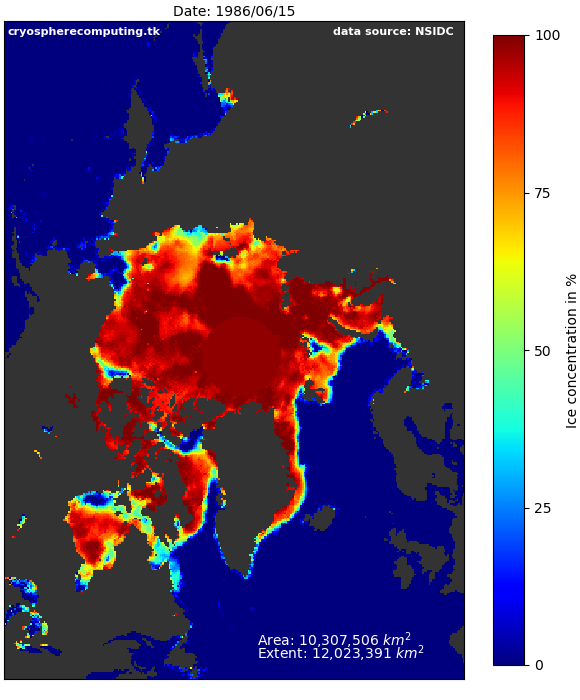 Date: 1986/06/15
cryospherecomputing.tk
data source: NSIDC
100
75
50
25
0
Ice concentration in %
Area: 10,307,506 km²
Extent: 12,023,391 km²